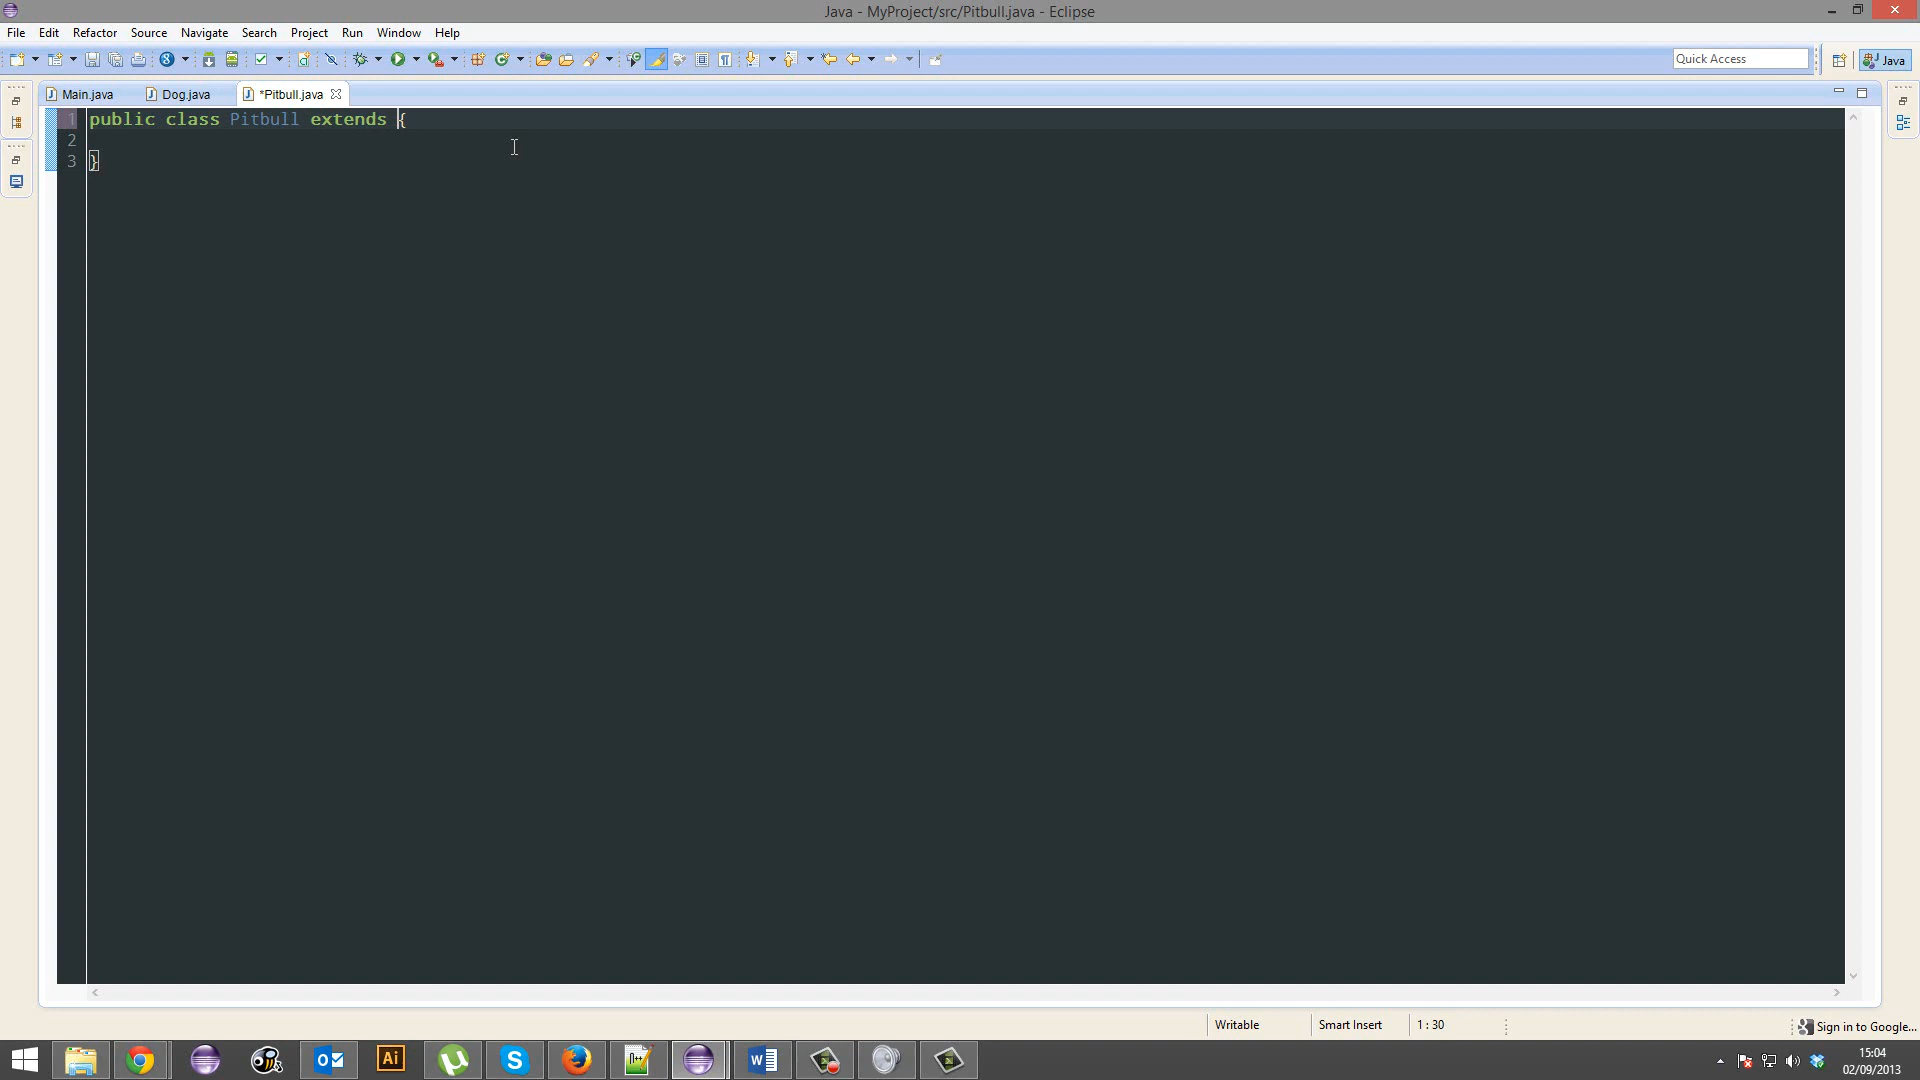 Java - MyProject/src/Pitbull.java - Eclipse
File Edit Refactor Source Navigate Search Project Run Window Help
Quick Access
Java
Main.java Dog.java *Pitbull.java
1 public class Pitbull extends {
2
3 }
Writable Smart Insert 1 : 30
Sign in to Google...
Ai
15:04
02/09/2013